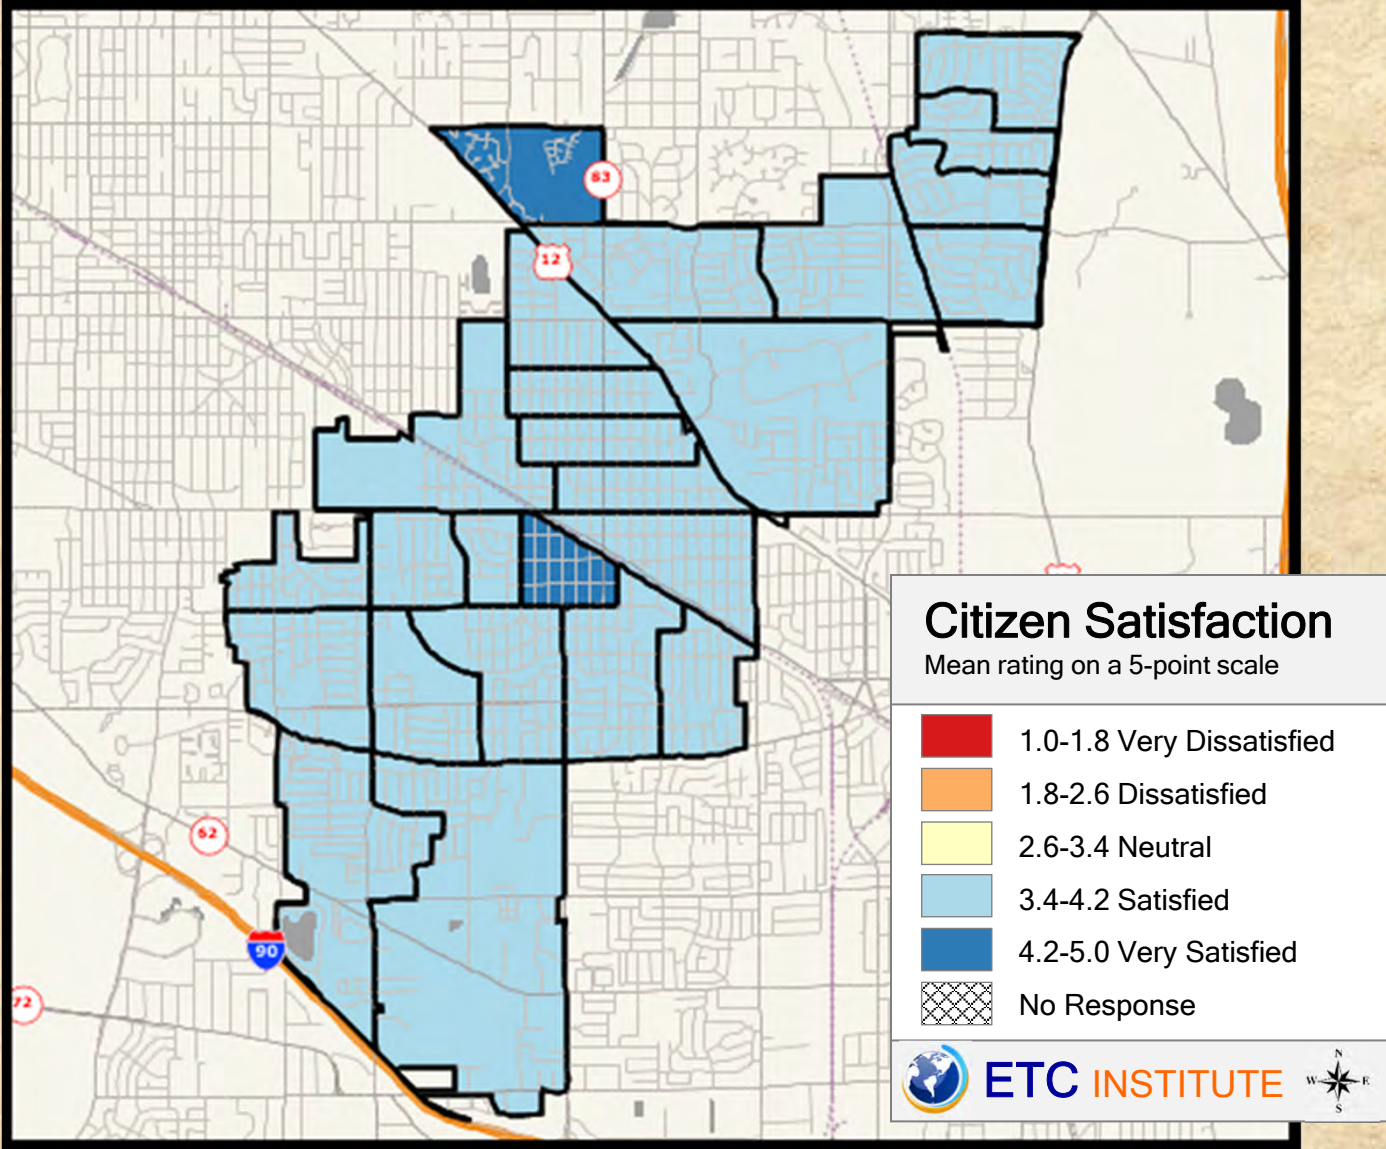 83
12
62
90
72
Citizen Satisfaction
Mean rating on a 5-point scale
1.0-1.8 Very Dissatisfied
1.8-2.6 Dissatisfied
2.6-3.4 Neutral
3.4-4.2 Satisfied
4.2-5.0 Very Satisfied
No Response
ETC INSTITUTE
N
W E
S